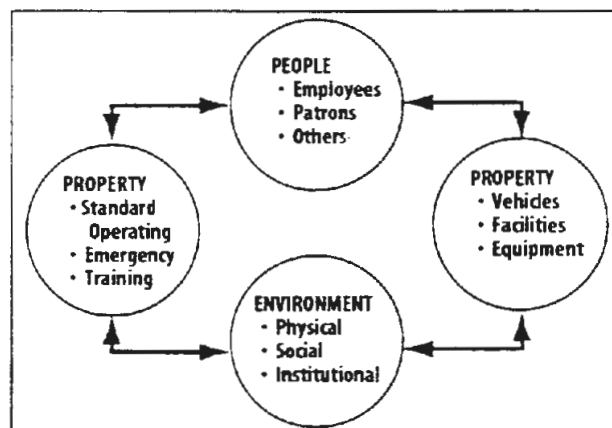 PEOPLE
• Employees
• Patrons
• Others
PROPERTY
• Standard
Operating
• Emergency
• Training
PROPERTY
• Vehicles
• Facilities
• Equipment
ENVIRONMENT
• Physical
• Social
• Institutional